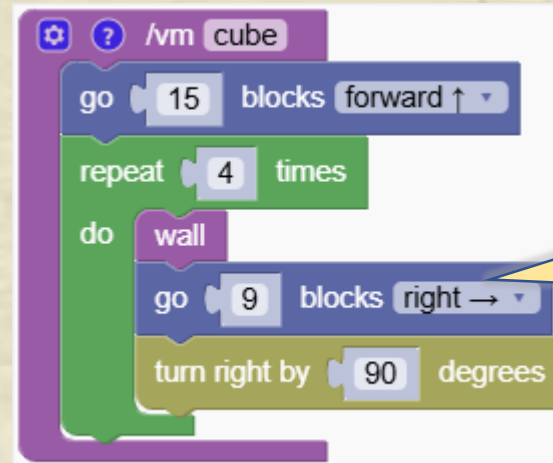 ? /vm cube
go 15 blocks forward ↑
repeat 4 times
do wall
go 9 blocks right →
turn right by 90 degrees